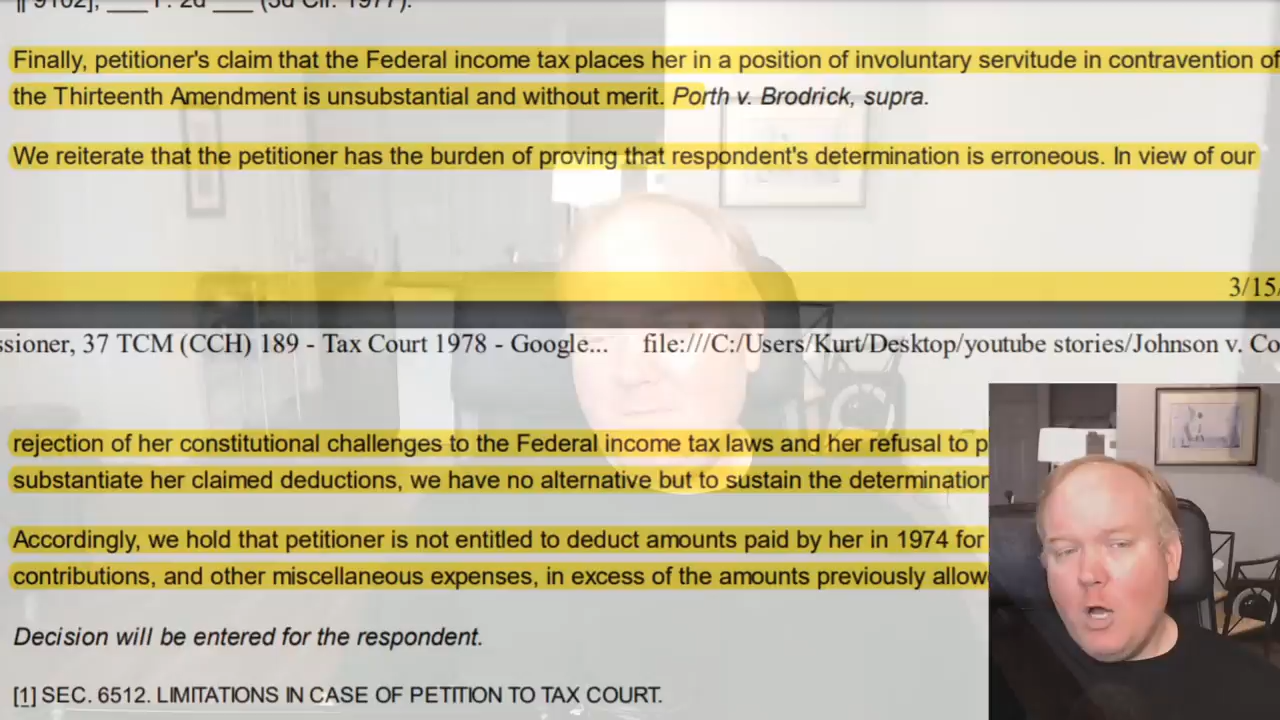 ¶ 9102], ___ F. 2d ___ (3d Cir. 1977).
Finally, petitioner's claim that the Federal income tax places her in a position of involuntary servitude in contravention of
the Thirteenth Amendment is unsubstantial and without merit. Porth v. Brodrick, supra.
We reiterate that the petitioner has the burden of proving that respondent's determination is erroneous. In view of our
3/15/
ssioner, 37 TCM (CCH) 189 - Tax Court 1978 - Google... file:///C:/Users/Kurt/Desktop/youtube stories/Johnson v. Co
rejection of her constitutional challenges to the Federal income tax laws and her refusal to p
substantiate her claimed deductions, we have no alternative but to sustain the determination
Accordingly, we hold that petitioner is not entitled to deduct amounts paid by her in 1974 for
contributions, and other miscellaneous expenses, in excess of the amounts previously allow
Decision will be entered for the respondent.
[1] SEC. 6512. LIMITATIONS IN CASE OF PETITION TO TAX COURT.